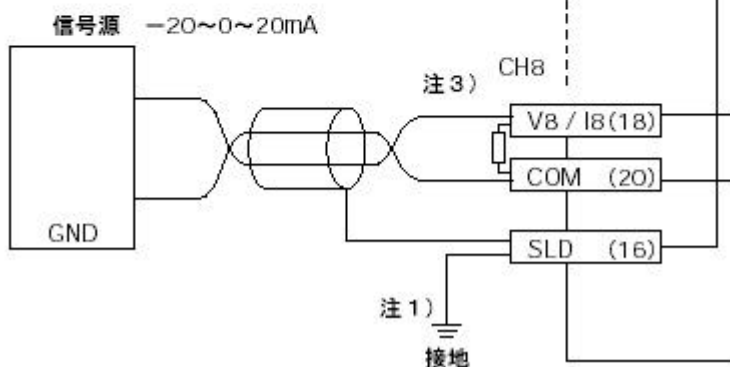 信号源 －20～0～20mA
CH8
注3）
V8 / I8(18)
COM (20)
GND
SLD (16)
注1）
接地